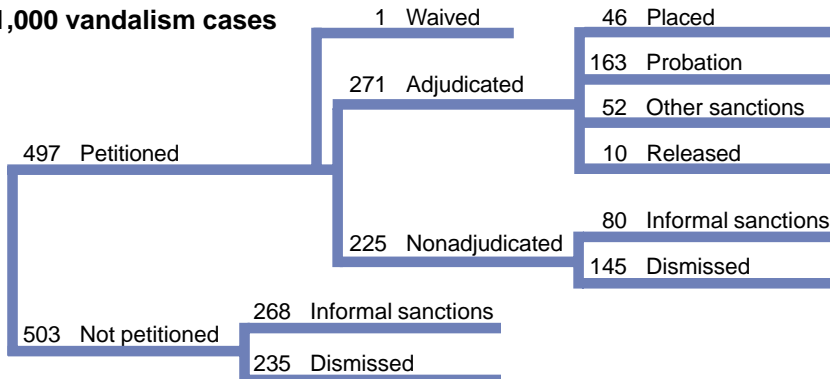 1,000 vandalism cases
1 Waived
46 Placed
163 Probation
271 Adjudicated
52 Other sanctions
10 Released
497 Petitioned
80 Informal sanctions
225 Nonadjudicated
145 Dismissed
268 Informal sanctions
503 Not petitioned
235 Dismissed